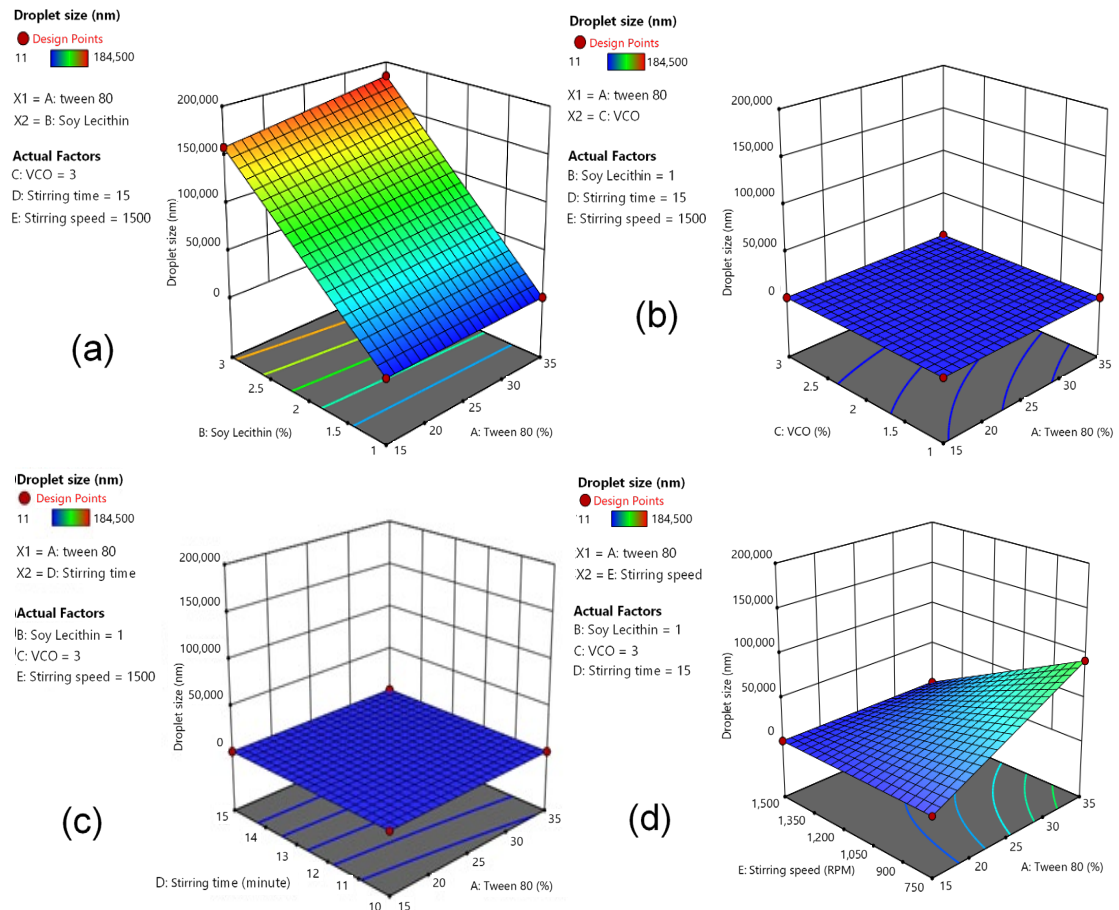 Droplet size (nm)
Design Points
11 184,500
X1 = A: tween 80
X2 = B: Soy Lecithin
Actual Factors
C: VCO = 3
D: Stirring time = 15
E: Stirring speed = 1500
Droplet size (nm)
200,000
150,000
100,000
50,000
0
3
2.5
2
1.5
1
15
20
25
30
35
B: Soy Lecithin (%)
A: Tween 80 (%)
(a)
Droplet size (nm)
Design Points
11 184,500
X1 = A: tween 80
X2 = C: VCO
Actual Factors
B: Soy Lecithin = 1
D: Stirring time = 15
E: Stirring speed = 1500
Droplet size (nm)
200,000
150,000
100,000
50,000
0
3
2.5
2
1.5
1
15
20
25
30
35
C: VCO (%)
A: Tween 80 (%)
(b)
Droplet size (nm)
Design Points
11 184,500
X1 = A: tween 80
X2 = D: Stirring time
Actual Factors
B: Soy Lecithin = 1
C: VCO = 3
E: Stirring speed = 1500
Droplet size (nm)
200,000
150,000
100,000
50,000
0
15
14
13
12
11
10
15
20
25
30
35
D: Stirring time (minute)
A: Tween 80 (%)
(c)
Droplet size (nm)
Design Points
11 184,500
X1 = A: tween 80
X2 = E: Stirring speed
Actual Factors
B: Soy Lecithin = 1
C: VCO = 3
D: Stirring time = 15
Droplet size (nm)
200,000
150,000
100,000
50,000
0
1,500
1,350
1,200
1,050
900
750
15
20
25
30
35
E: Stirring speed (RPM)
A: Tween 80 (%)
(d)